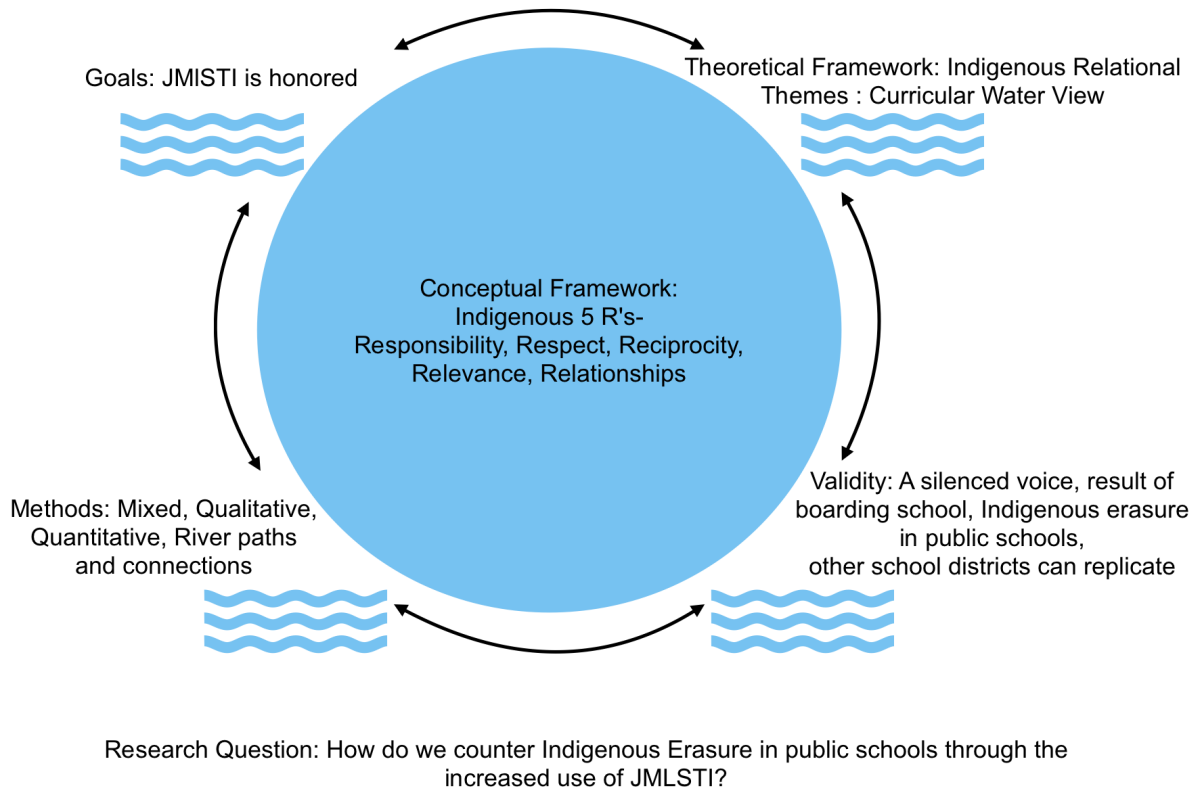 Goals: JMISTI is honored
Theoretical Framework: Indigenous Relational
Themes : Curricular Water View
Conceptual Framework:
Indigenous 5 R's-
Responsibility, Respect, Reciprocity,
Relevance, Relationships
Methods: Mixed, Qualitative,
Quantitative, River paths
and connections
Validity: A silenced voice, result of
boarding school, Indigenous erasure
in public schools,
other school districts can replicate
Research Question: How do we counter Indigenous Erasure in public schools through the
increased use of JMLSTI?